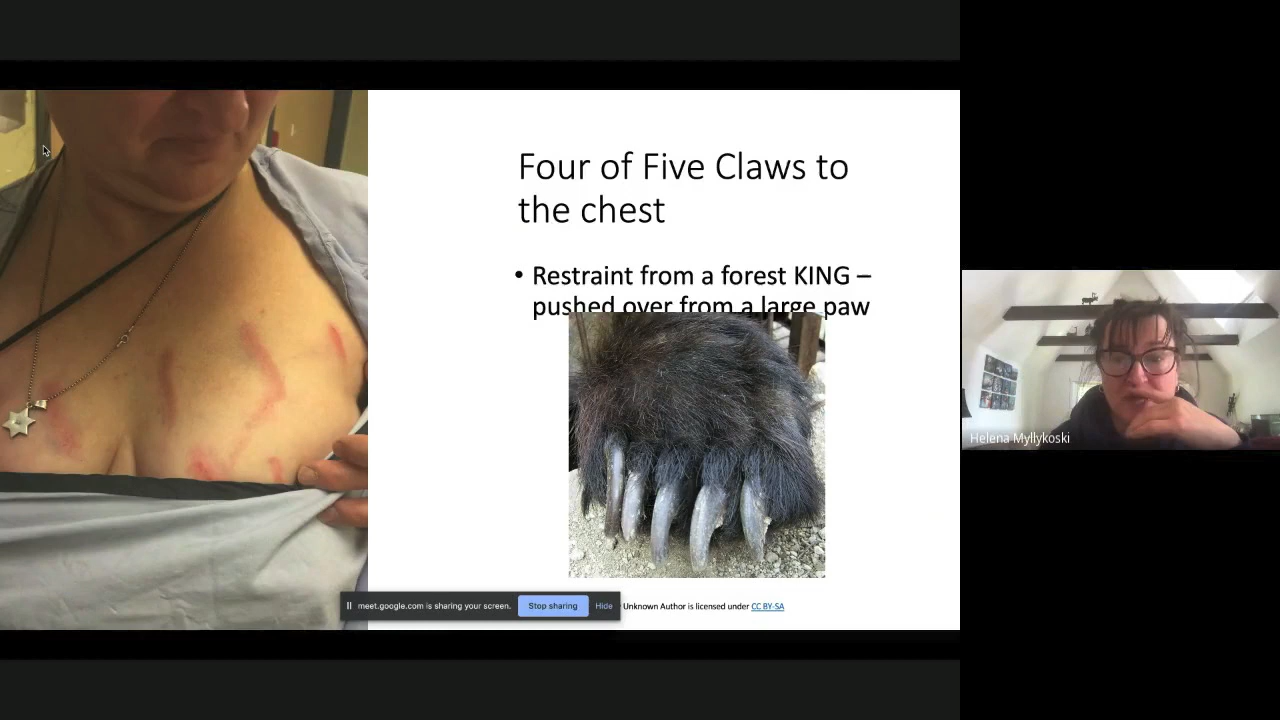 Four of Five Claws to
the chest
• Restraint from a forest KING –
pushed over from a large paw
meet.google.com is sharing your screen.
Stop sharing
Hide
Unknown Author is licensed under CC BY-SA
Helena Myllykoski